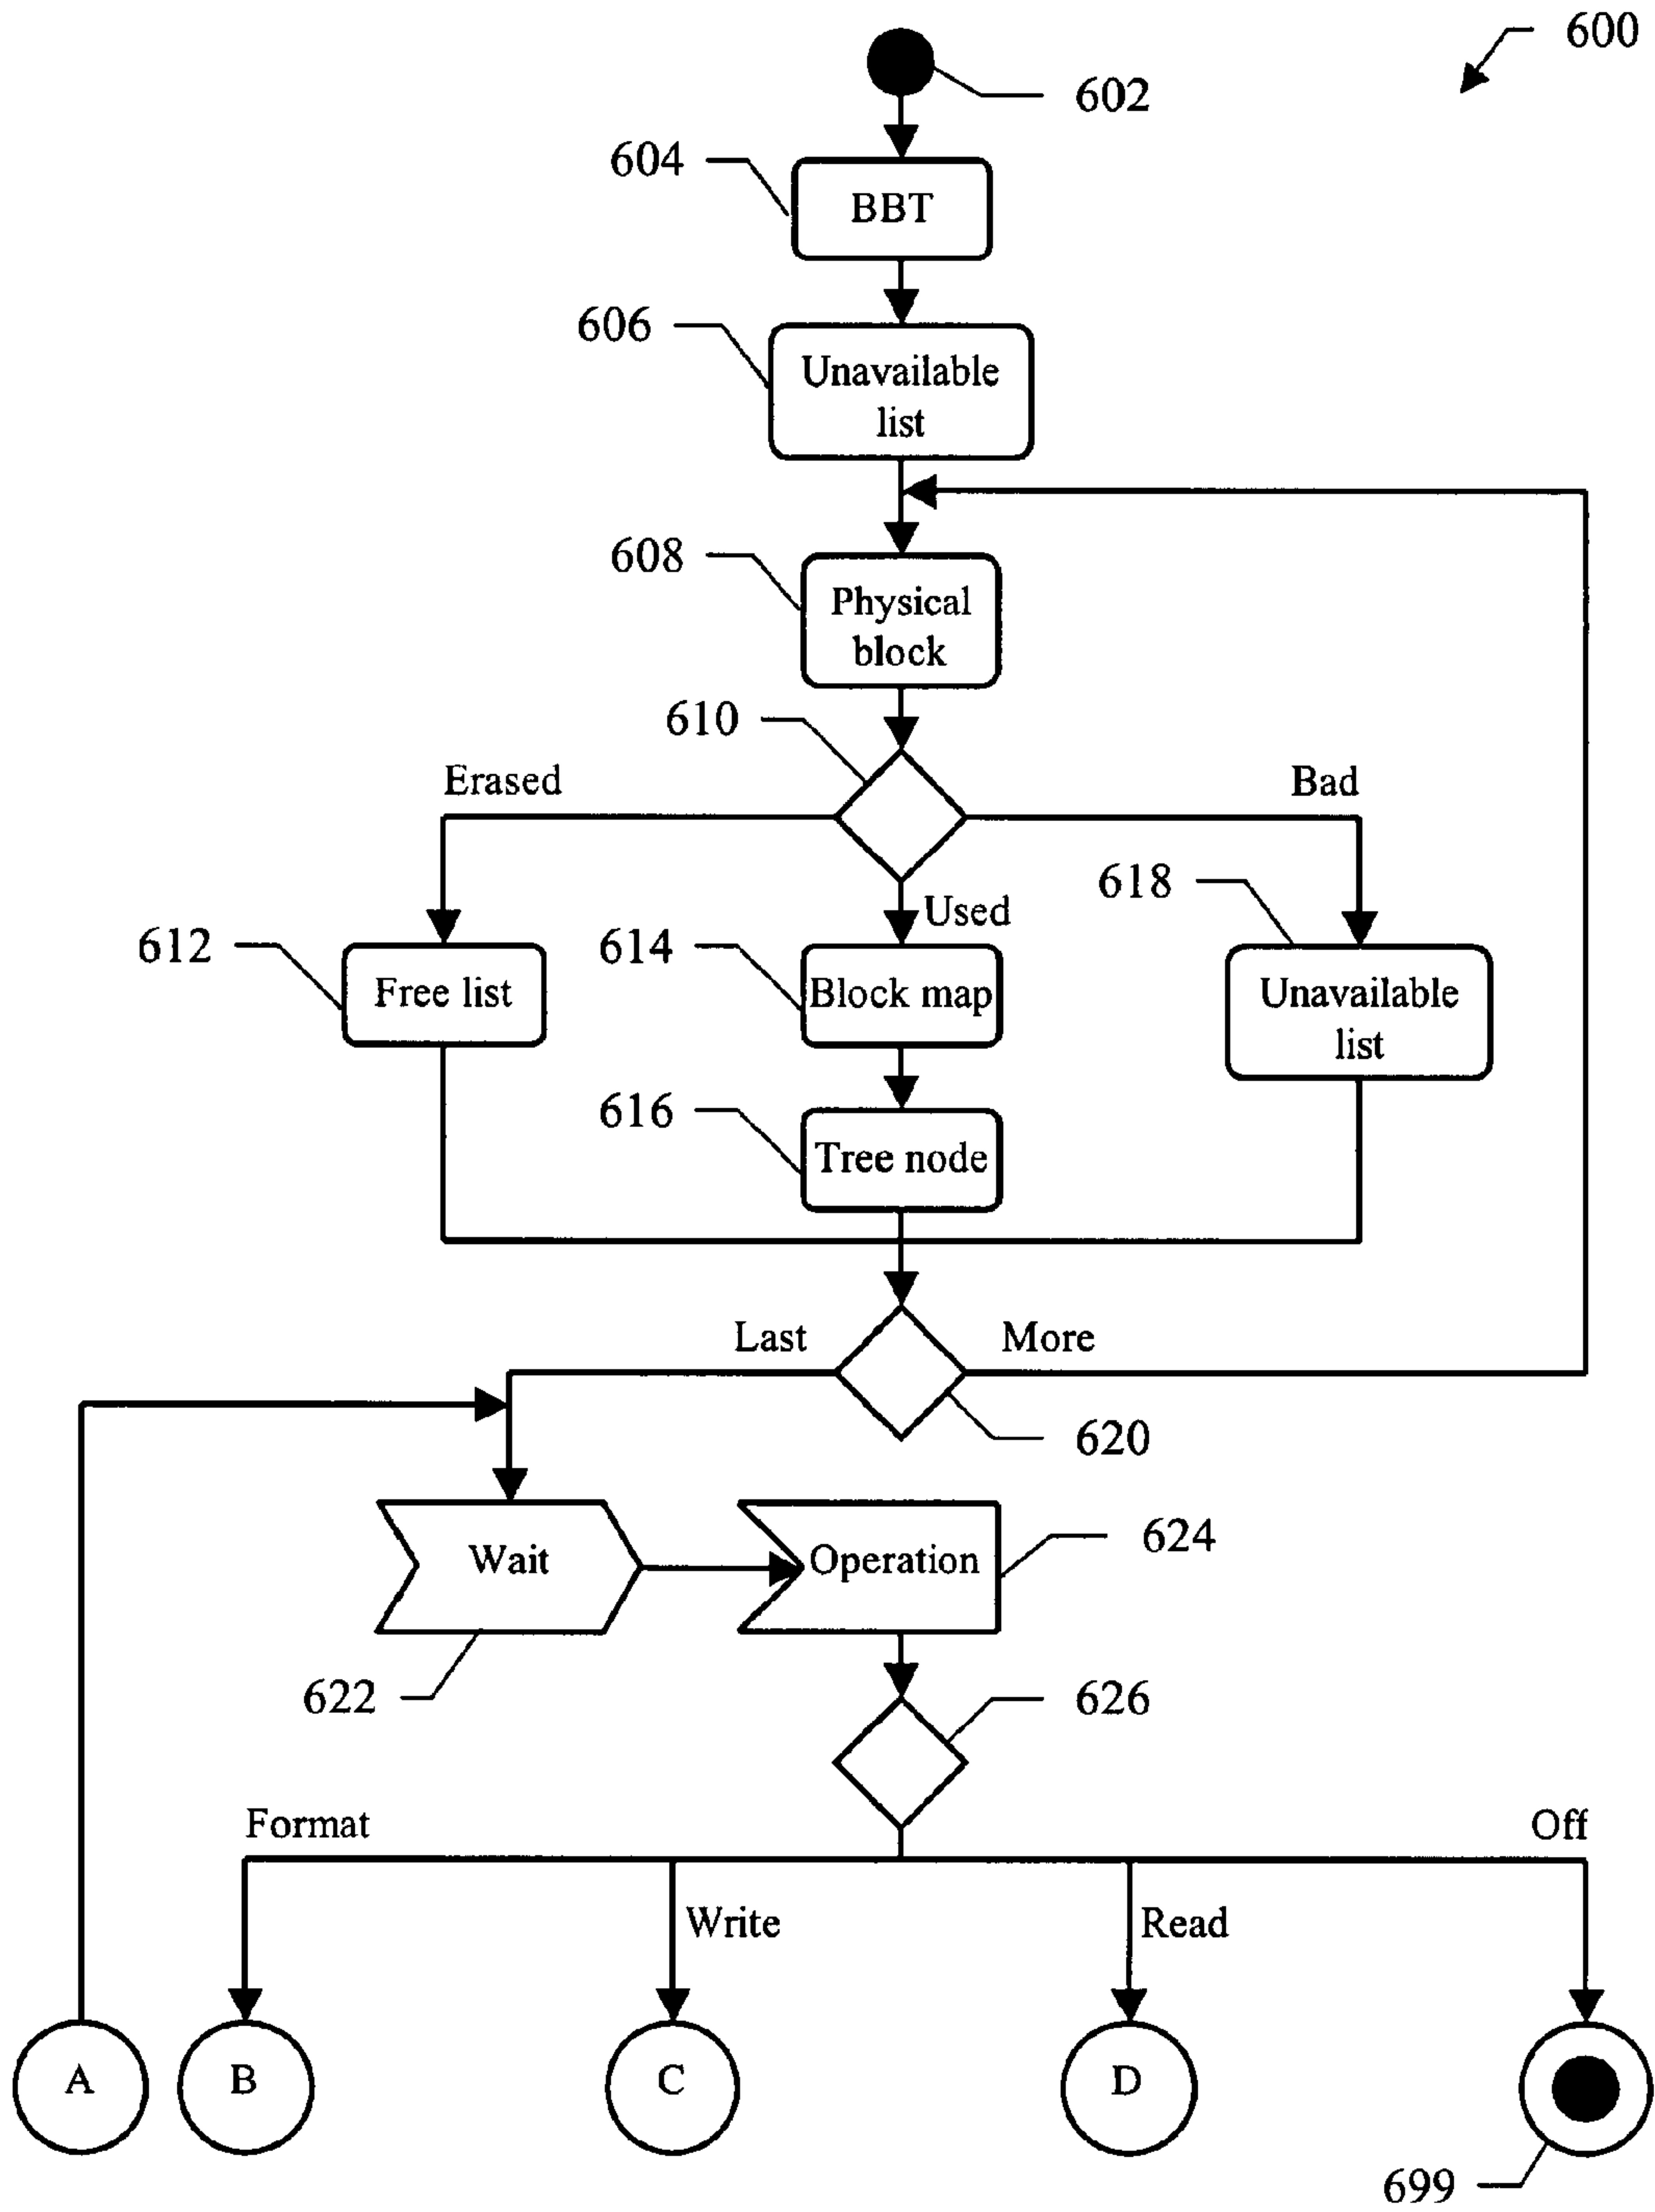 600
602
604
BBT
606
Unavailable
list
608
Physical
block
610
Erased
Bad
618
Used
612
614
Free list
Block map
Unavailable
list
616
Tree node
Last
More
620
Wait
Operation
624
622
626
Format
Off
Write
Read
A
B
C
D
699